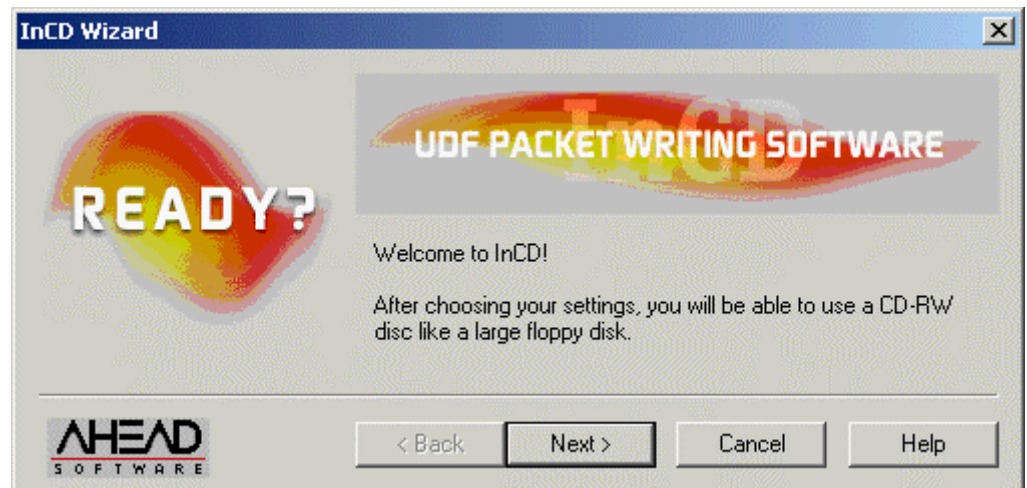 InCD Wizard
InCD
UDF PACKET WRITING SOFTWARE
READY?
Welcome to InCD!
After choosing your settings, you will be able to use a CD-RW
disc like a large floppy disk.
AHEAD
SOFTWARE
< Back
Next >
Cancel
Help